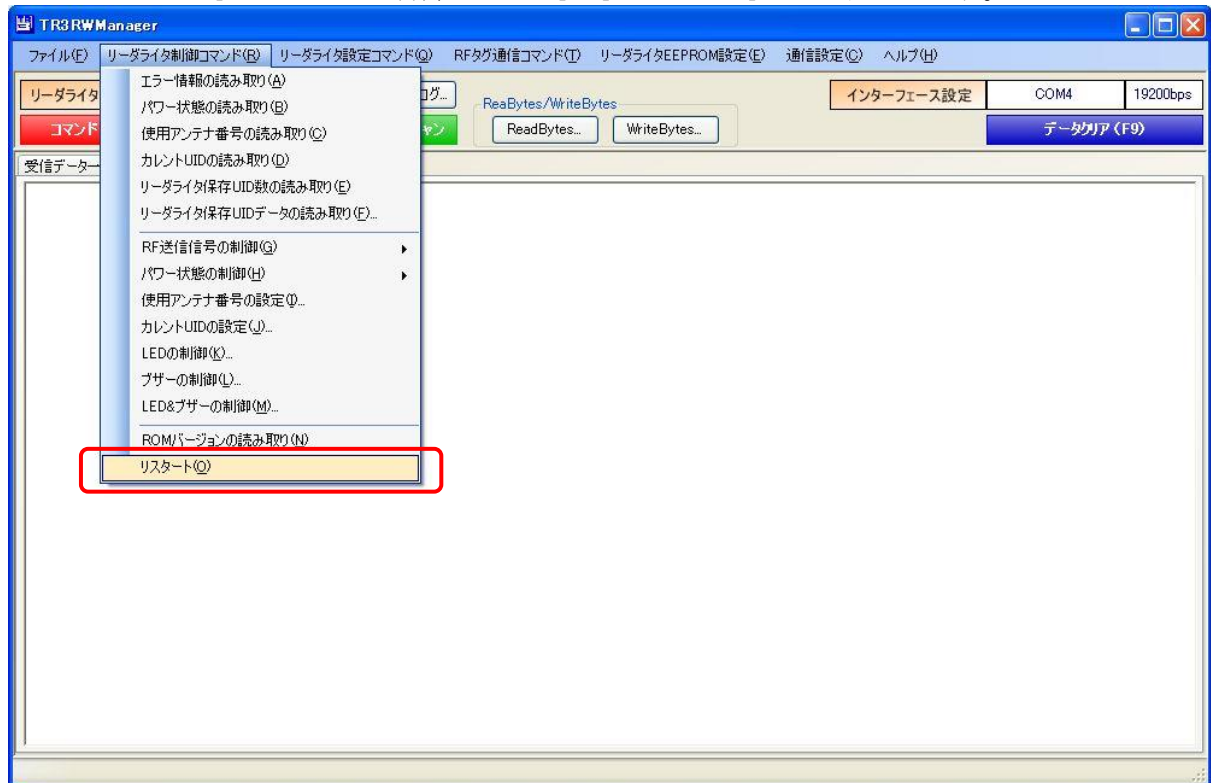 TR3RWManager
ファイル(F) リーダライタ制御コマンド(R) リーダライタ設定コマンド(Q) RFタグ通信コマンド(T) リーダライタEEPROM設定(E) 通信設定(C) ヘルプ(H)
リーダライタ
ログ...
ReaBytes/WriteBytes
インターフェース設定 COM4 19200bps
コマンド
ReadBytes... WriteBytes...
データクリア(F9)
受信データ
エラー情報の読み取り(A)
パワー状態の読み取り(B)
使用アンテナ番号の読み取り(C)
カレントUIDの読み取り(D)
リーダライタ保存UID数の読み取り(E)
リーダライタ保存UIDデータの読み取り(F)...
RF送信信号の制御(G)
パワー状態の制御(H)
使用アンテナ番号の設定(I)...
カレントUIDの設定(J)...
LEDの制御(K)...
ブザーの制御(L)...
LED&ブザーの制御(M)...
ROMバージョンの読み取り(N)
リスタート(O)